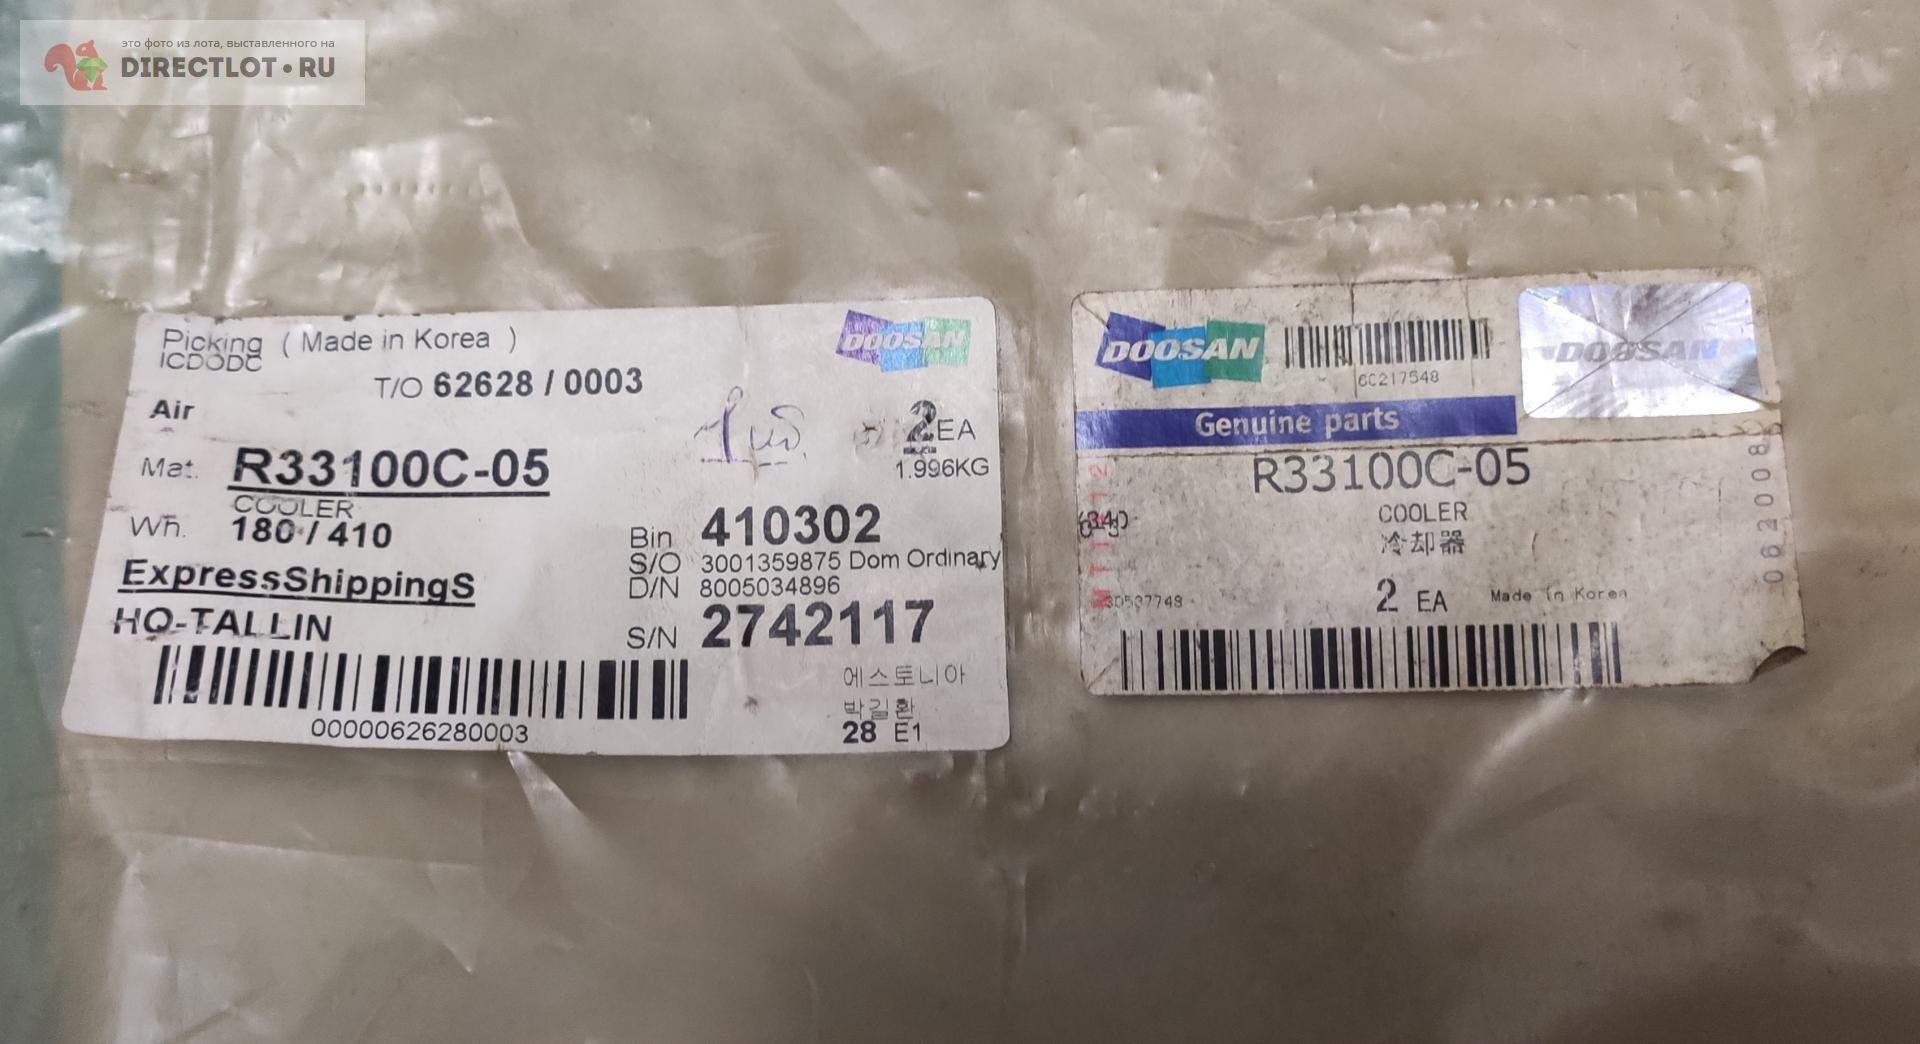 это фото из лота, выставленного на
DIRECTLOT.RU
Picking ( Made in Korea )
ICDODC
DOOSAN
T/O 62628 / 0003
Air
2 EA
1.996KG
Mat. R33100C-05
COOLER
Wh. 180 / 410
Bin 410302
S/O 3001359875 Dom Ordinary
D/N 8005034896
ExpressShippingS
HQ-TALLIN
S/N 2742117
에스토니아
박길환
28 E1
00000626280003
DOOSAN
6C217548
DOOSAN
Genuine parts
R33100C-05
COOLER
冷却器
2 EA Made in Korea
062008